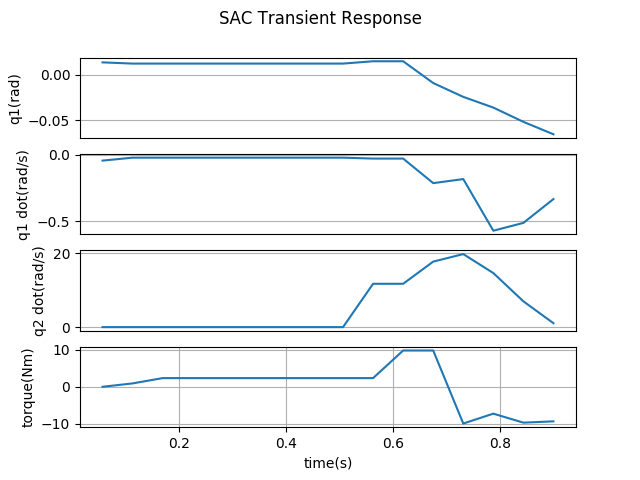 SAC Transient Response
q1(rad)
0.00
−0.05
q1 dot(rad/s)
0.0
−0.5
q2 dot(rad/s)
20
0
torque(Nm)
10
0
−10
0.2 0.4 0.6 0.8
time(s)